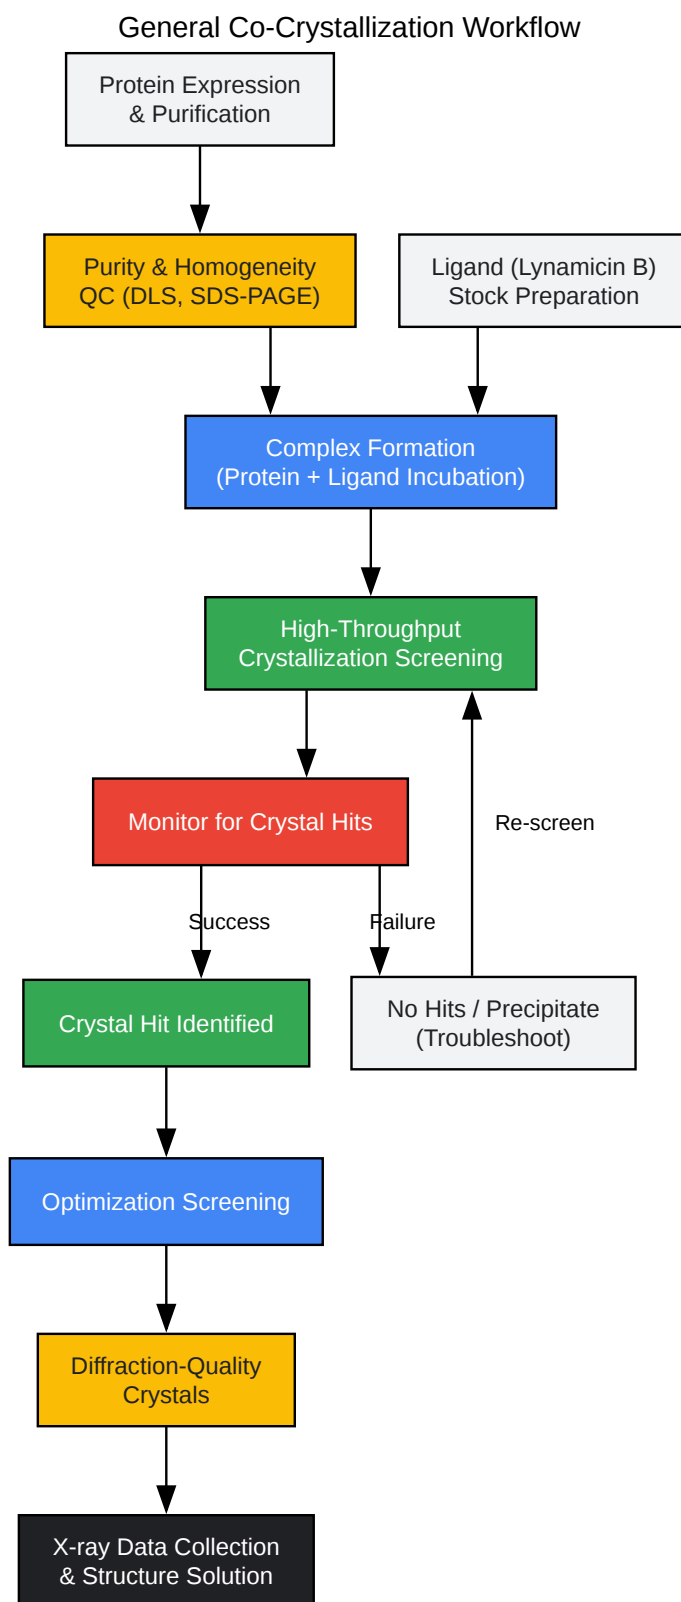 General Co-Crystallization Workflow
Protein Expression
& Purification
Purity & Homogeneity
QC (DLS, SDS-PAGE)
Ligand (Lynamicin B)
Stock Preparation
Complex Formation
(Protein + Ligand Incubation)
High-Throughput
Crystallization Screening
Monitor for Crystal Hits
Re-screen
Success
Failure
Crystal Hit Identified
No Hits / Precipitate
(Troubleshoot)
Optimization Screening
Diffraction-Quality
Crystals
X-ray Data Collection
& Structure Solution